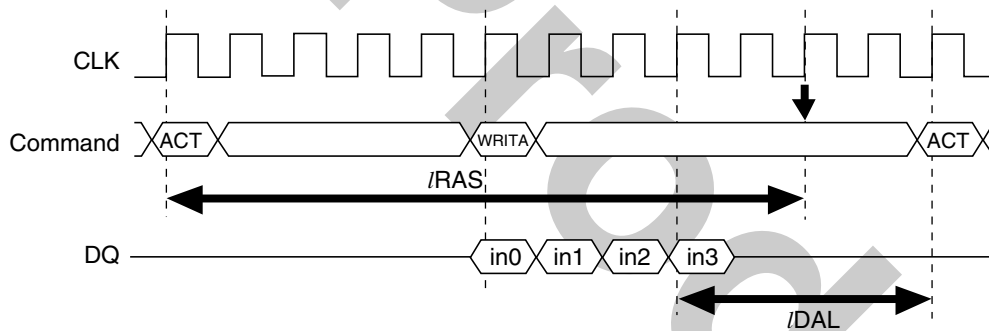 CLK
Command ACT WRITA ACT
lRAS
DQ in0 in1 in2 in3
lDAL